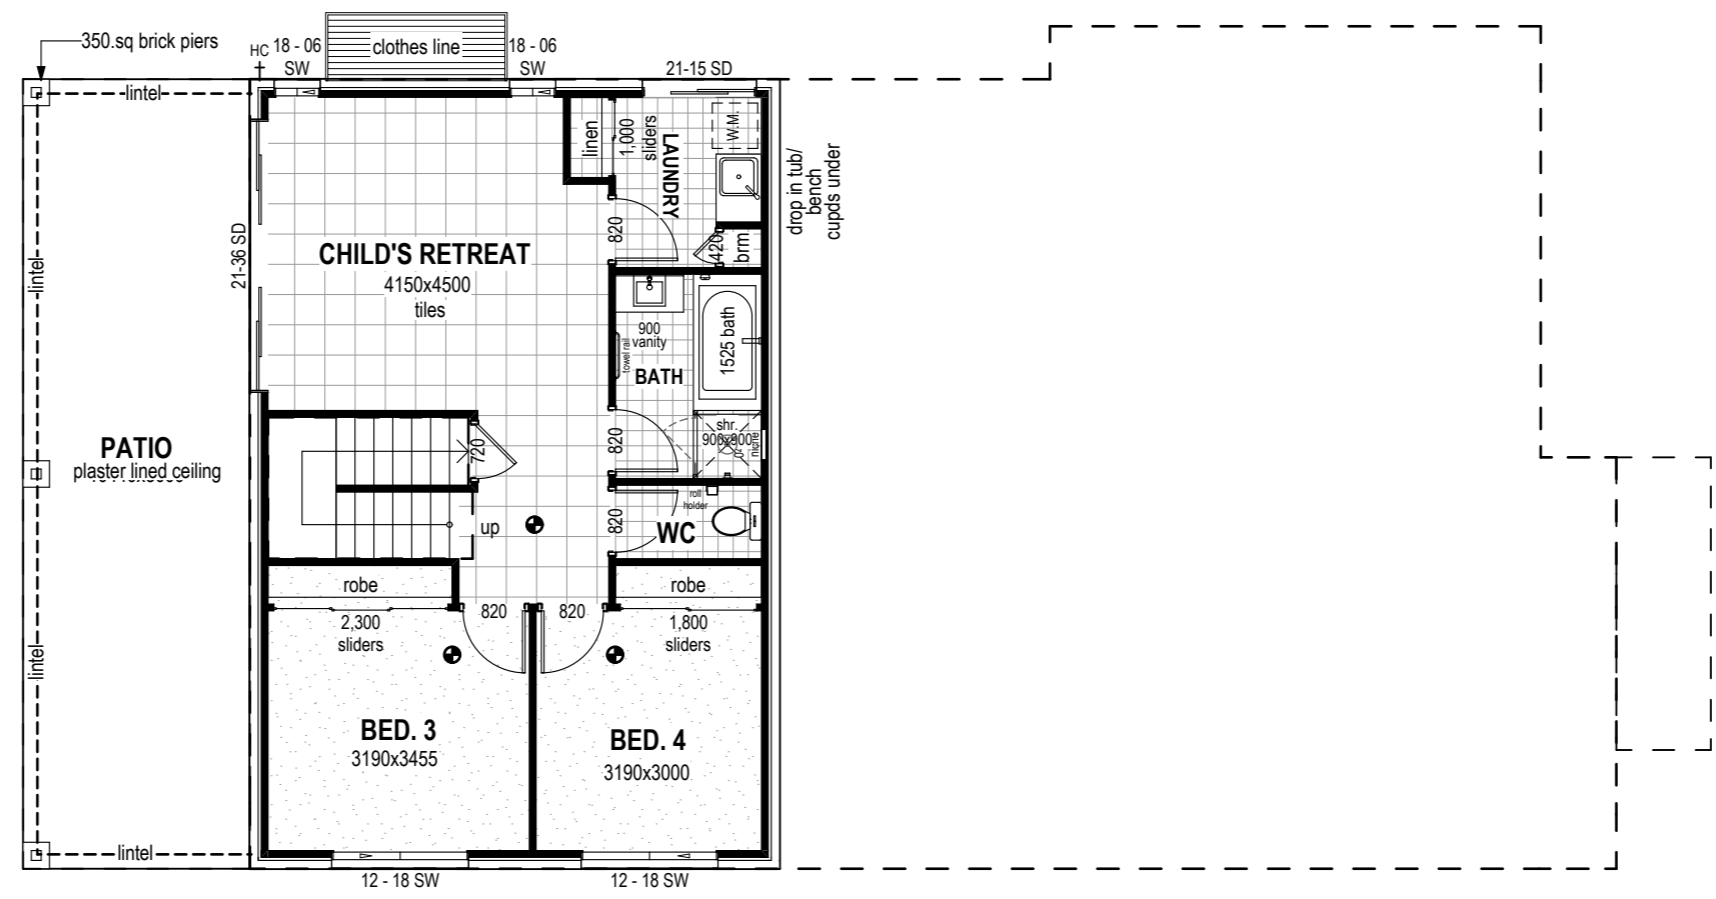 350.sq brick piers
HC
18 - 06
SW
clothes line
18 - 06
SW
21-15 SD
lintel
linen
1,000
sliders
LAUNDRY
W.M.
drop in tub/
bench
cupds under
820
420
brm.
lintel
21-36 SD
CHILD'S RETREAT
4150x4500
tiles
900
vanity
towel rail
1525 bath
BATH
shr.
900x900
niche
820
720
PATIO
plaster lined ceiling
up
roll
holder
820
WC
robe
robe
2,300
sliders
820
820
1,800
sliders
lintel
BED. 3
3190x3455
BED. 4
3190x3000
lintel
12 - 18 SW
12 - 18 SW